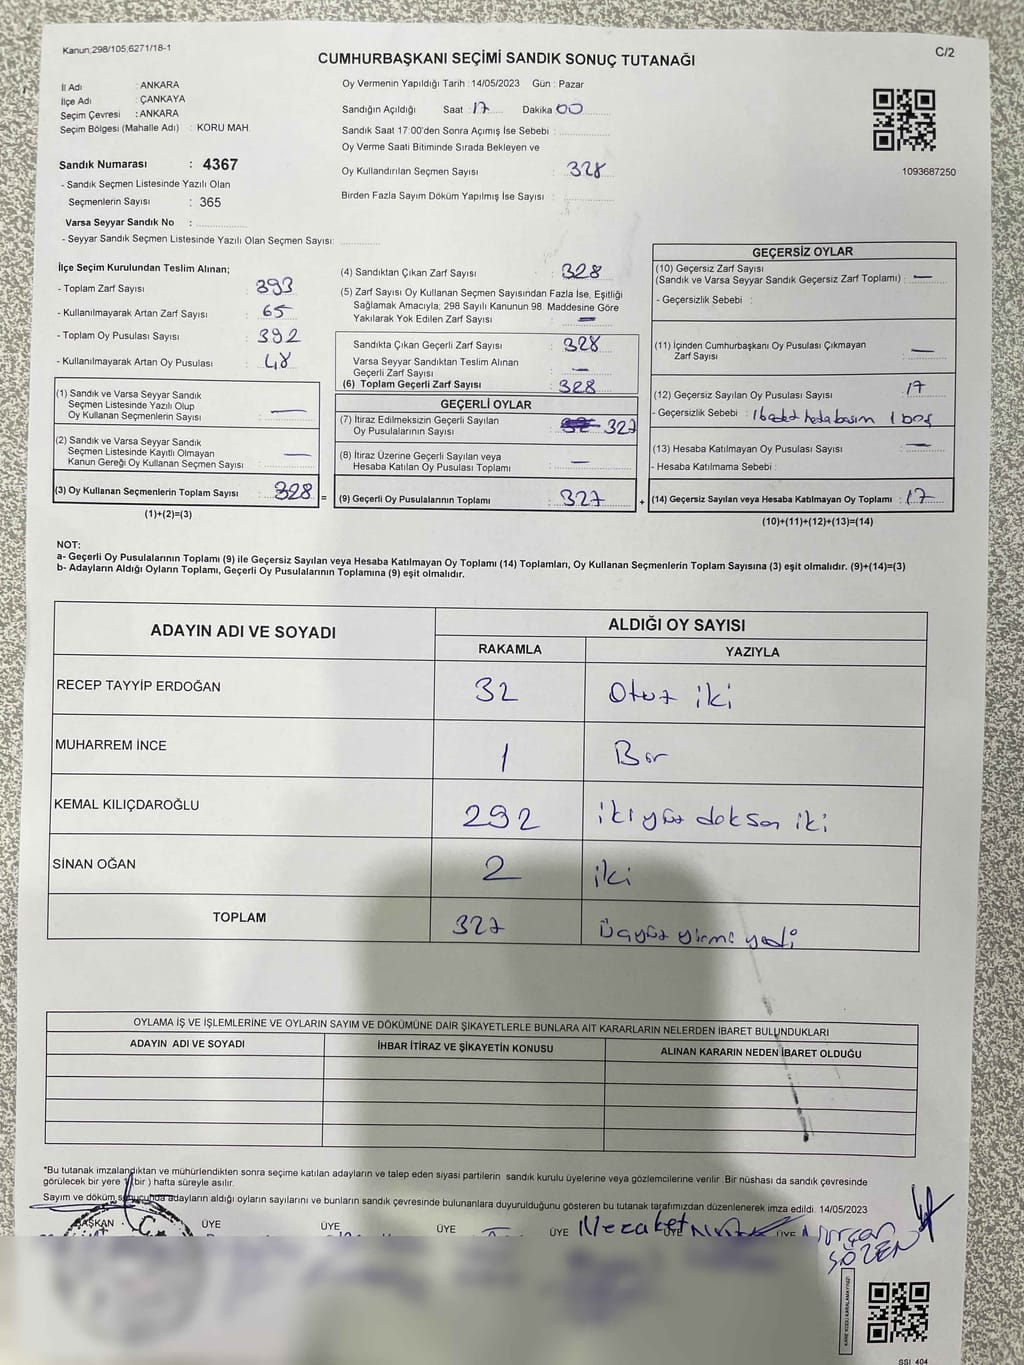 Kanun;298/105,6271/18-1
C/2
CUMHURBAŞKANI SEÇİMİ SANDIK SONUÇ TUTANAĞI
İl Adı : ANKARA
İlçe Adı : ÇANKAYA
Seçim Çevresi : ANKARA
Seçim Bölgesi (Mahalle Adı) : KORU MAH.
Sandık Numarası : 4367
- Sandık Seçmen Listesinde Yazılı Olan
Seçmenlerin Sayısı : 365
Varsa Seyyar Sandık No :
- Seyyar Sandık Seçmen Listesinde Yazılı Olan Seçmen Sayısı:
Oy Vermenin Yapıldığı Tarih : 14/05/2023 Gün : Pazar
Sandığın Açıldığı Saat : 17 Dakika 00
Sandık Saat 17:00'den Sonra Açımış İse Sebebi :
Oy Verme Saati Bitiminde Sırada Bekleyen ve
Oy Kullandırılan Seçmen Sayısı : 328
Birden Fazla Sayım Döküm Yapılmış İse Sayısı :
1093687250
İlçe Seçim Kurulundan Teslim Alınan;
- Toplam Zarf Sayısı : 393
- Kullanılmayarak Artan Zarf Sayısı : 65
- Toplam Oy Pusulası Sayısı : 392
- Kullanılmayarak Artan Oy Pusulası : 48
(1) Sandık ve Varsa Seyyar Sandık
Seçmen Listesinde Yazılı Olup
Oy Kullanan Seçmenlerin Sayısı : —
(2) Sandık ve Varsa Seyyar Sandık
Seçmen Listesinde Kayıtlı Olmayan
Kanun Gereği Oy Kullanan Seçmen Sayısı : —
(3) Oy Kullanan Seçmenlerin Toplam Sayısı : 328 =
(1)+(2)=(3)
(4) Sandıktan Çıkan Zarf Sayısı : 328
(5) Zarf Sayısı Oy Kullanan Seçmen Sayısından Fazla İse, Eşitliği
Sağlamak Amacıyla; 298 Sayılı Kanunun 98. Maddesine Göre
Yakılarak Yok Edilen Zarf Sayısı : —
Sandıkta Çıkan Geçerli Zarf Sayısı : 328
Varsa Seyyar Sandıktan Teslim Alınan
Geçerli Zarf Sayısı : —
(6) Toplam Geçerli Zarf Sayısı : 328
GEÇERLİ OYLAR
(7) İtiraz Edilmeksizin Geçerli Sayılan
Oy Pusulalarının Sayısı : 327
(8) İtiraz Üzerine Geçerli Sayılan veya
Hesaba Katılan Oy Pusulası Toplamı : —
(9) Geçerli Oy Pusulalarının Toplamı : 327 +
GEÇERSİZ OYLAR
(10) Geçersiz Zarf Sayısı
(Sandık ve Varsa Seyyar Sandık Geçersiz Zarf Toplamı) : —
- Geçersizlik Sebebi :
(11) İçinden Cumhurbaşkanı Oy Pusulası Çıkmayan
Zarf Sayısı : —
(12) Geçersiz Sayılan Oy Pusulası Sayısı : 17
- Geçersizlik Sebebi : 1 boş
(13) Hesaba Katılmayan Oy Pusulası Sayısı : —
- Hesaba Katılmama Sebebi :
(14) Geçersiz Sayılan veya Hesaba Katılmayan Oy Toplamı : 17
(10)+(11)+(12)+(13)=(14)
NOT:
a- Geçerli Oy Pusulalarının Toplamı (9) ile Geçersiz Sayılan veya Hesaba Katılmayan Oy Toplamı (14) Toplamları, Oy Kullanan Seçmenlerin Toplam Sayısına (3) eşit olmalıdır. (9)+(14)=(3)
b- Adayların Aldığı Oyların Toplamı, Geçerli Oy Pusulalarının Toplamına (9) eşit olmalıdır.
ADAYIN ADI VE SOYADI ALDIĞI OY SAYISI
RAKAMLA YAZIYLA
RECEP TAYYİP ERDOĞAN 32 Otuz iki
MUHARREM İNCE 1 Bir
KEMAL KILIÇDAROĞLU 292 ikiyüz doksan iki
SİNAN OĞAN 2 iki
TOPLAM 327 üçyüz yirmi yedi
OYLAMA İŞ VE İŞLEMLERİNE VE OYLARIN SAYIM VE DÖKÜMÜNE DAİR ŞİKAYETLERLE BUNLARA AİT KARARLARIN NELERDEN İBARET BULUNDUKLARI
ADAYIN ADI VE SOYADI İHBAR İTİRAZ VE ŞİKAYETİN KONUSU ALINAN KARARIN NEDEN İBARET OLDUĞU
*Bu tutanak imzalandıktan ve mühürlendikten sonra seçime katılan adayların ve talep eden siyasi partilerin sandık kurulu üyelerine veya gözlemcilerine verilir. Bir nüshası da sandık çevresinde
görülecek bir yere 1 (bir) hafta süreyle asılır.
Sayım ve döküm sonucunda adayların aldığı oyların sayılarını ve bunların sandık çevresinde bulunanlara duyurulduğunu gösteren bu tutanak tarafımızdan düzenlenerek imza edildi. 14/05/2023
BAŞKAN ÜYE ÜYE ÜYE ÜYE Nezaket ÜYE ÜYE Nurçan
SÖZEN
SSI 404